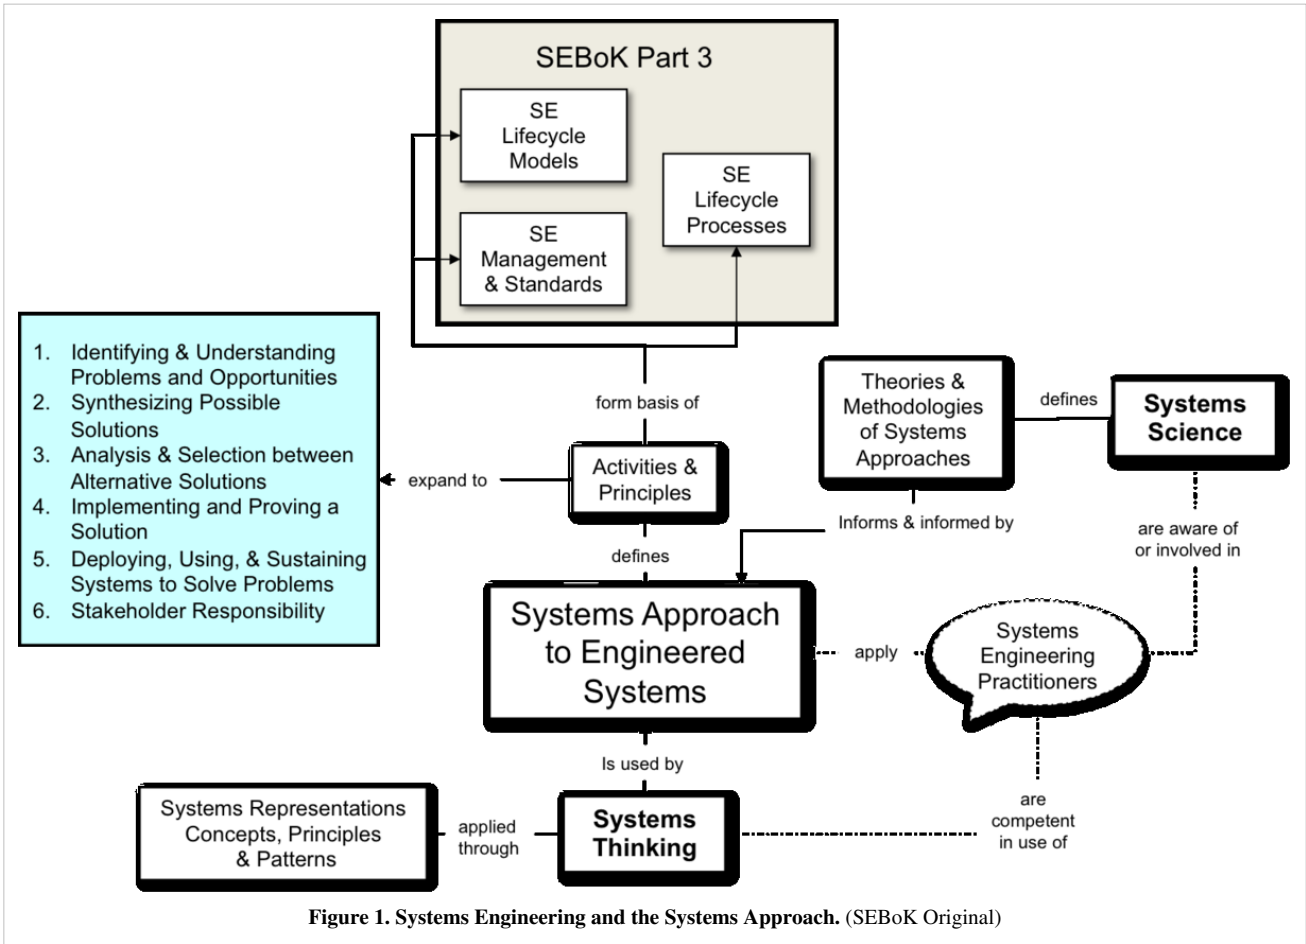 SEBoK Part 3
SE
Lifecycle
Models
SE
Lifecycle
Processes
SE
Management
& Standards
1. Identifying & Understanding
Problems and Opportunities
2. Synthesizing Possible
Solutions
3. Analysis & Selection between
Alternative Solutions
4. Implementing and Proving a
Solution
5. Deploying, Using, & Sustaining
Systems to Solve Problems
6. Stakeholder Responsibility
form basis of
expand to
Activities &
Principles
defines
Theories &
Methodologies
of Systems
Approaches
defines
Systems
Science
Informs & informed by
are aware of
or involved in
Systems Approach
to Engineered
Systems
apply
Systems
Engineering
Practitioners
Is used by
Systems Representations
Concepts, Principles
& Patterns
applied
through
Systems
Thinking
are
competent
in use of
Figure 1. Systems Engineering and the Systems Approach. (SEBoK Original)